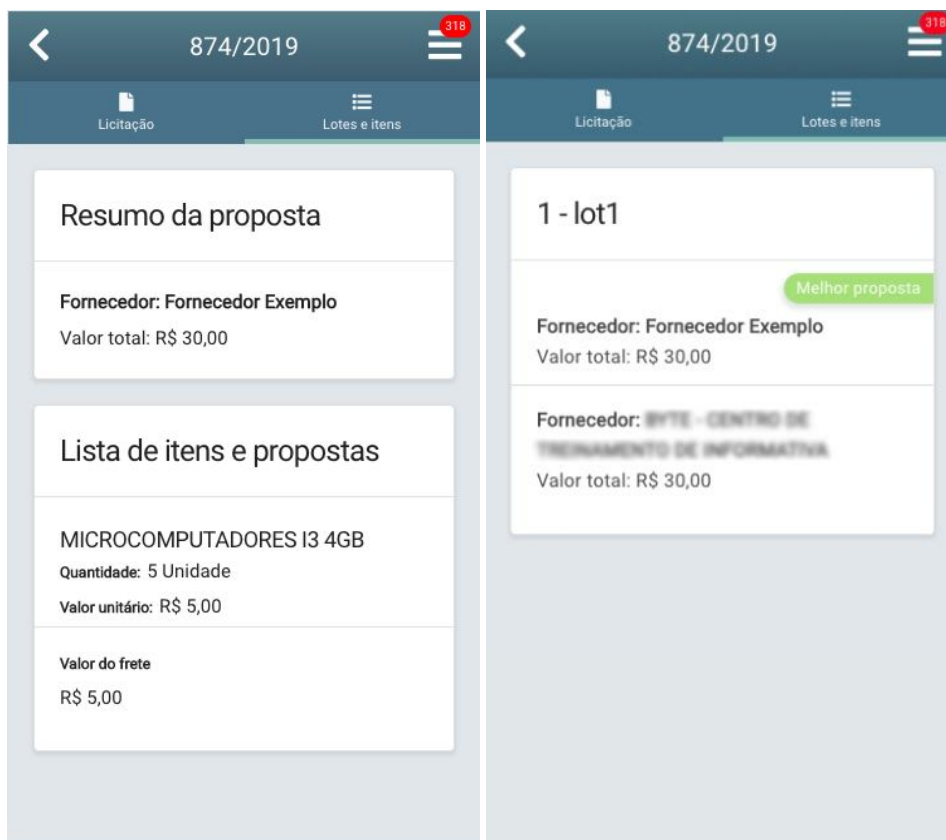 318
874/2019
Licitação
Lotes e itens
Resumo da proposta
Fornecedor: Fornecedor Exemplo
Valor total: R$ 30,00
Lista de itens e propostas
MICROCOMPUTADORES I3 4GB
Quantidade: 5 Unidade
Valor unitário: R$ 5,00
Valor do frete
R$ 5,00
318
874/2019
Licitação
Lotes e itens
1 - lot1
Melhor proposta
Fornecedor: Fornecedor Exemplo
Valor total: R$ 30,00
Fornecedor:
Valor total: R$ 30,00